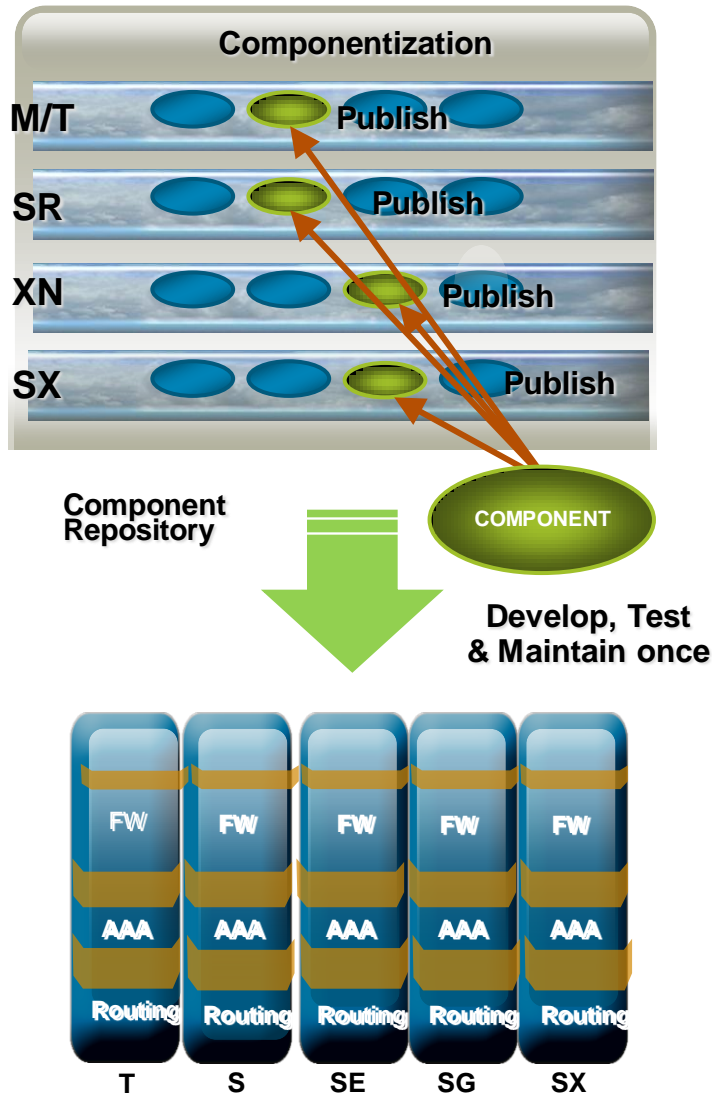 Componentization
M/T
Publish
SR
Publish
XN
Publish
SX
Publish
Component
Repository
COMPONENT
Develop, Test
& Maintain once
FW FW FW FW FW
AAA AAA AAA AAA AAA
Routing Routing Routing Routing Routing
T S SE SG SX